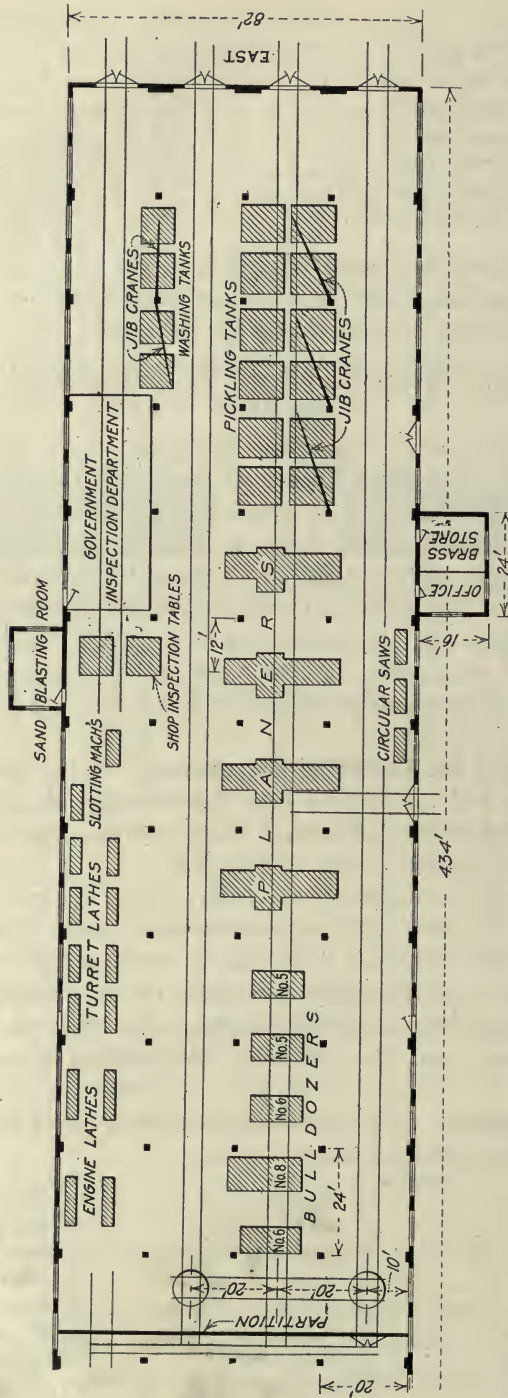 82'
EAST
JIB CRANES
WASHING TANKS
PICKLING TANKS
JIB CRANES
GOVERNMENT
INSPECTION DEPARTMENT
SAND BLASTING ROOM
SHOP INSPECTION TABLES
SLOTTING MACH'S
TURRET LATHES
ENGINE LATHES
PLANERS
12'
BULLDOZERS
No.6
No.8
No.6
No.5
No.5
24'
CIRCULAR SAWS
OFFICE
BRASS
STORE
24'
16'
434'
20'
20'
10'
PARTITION
20'